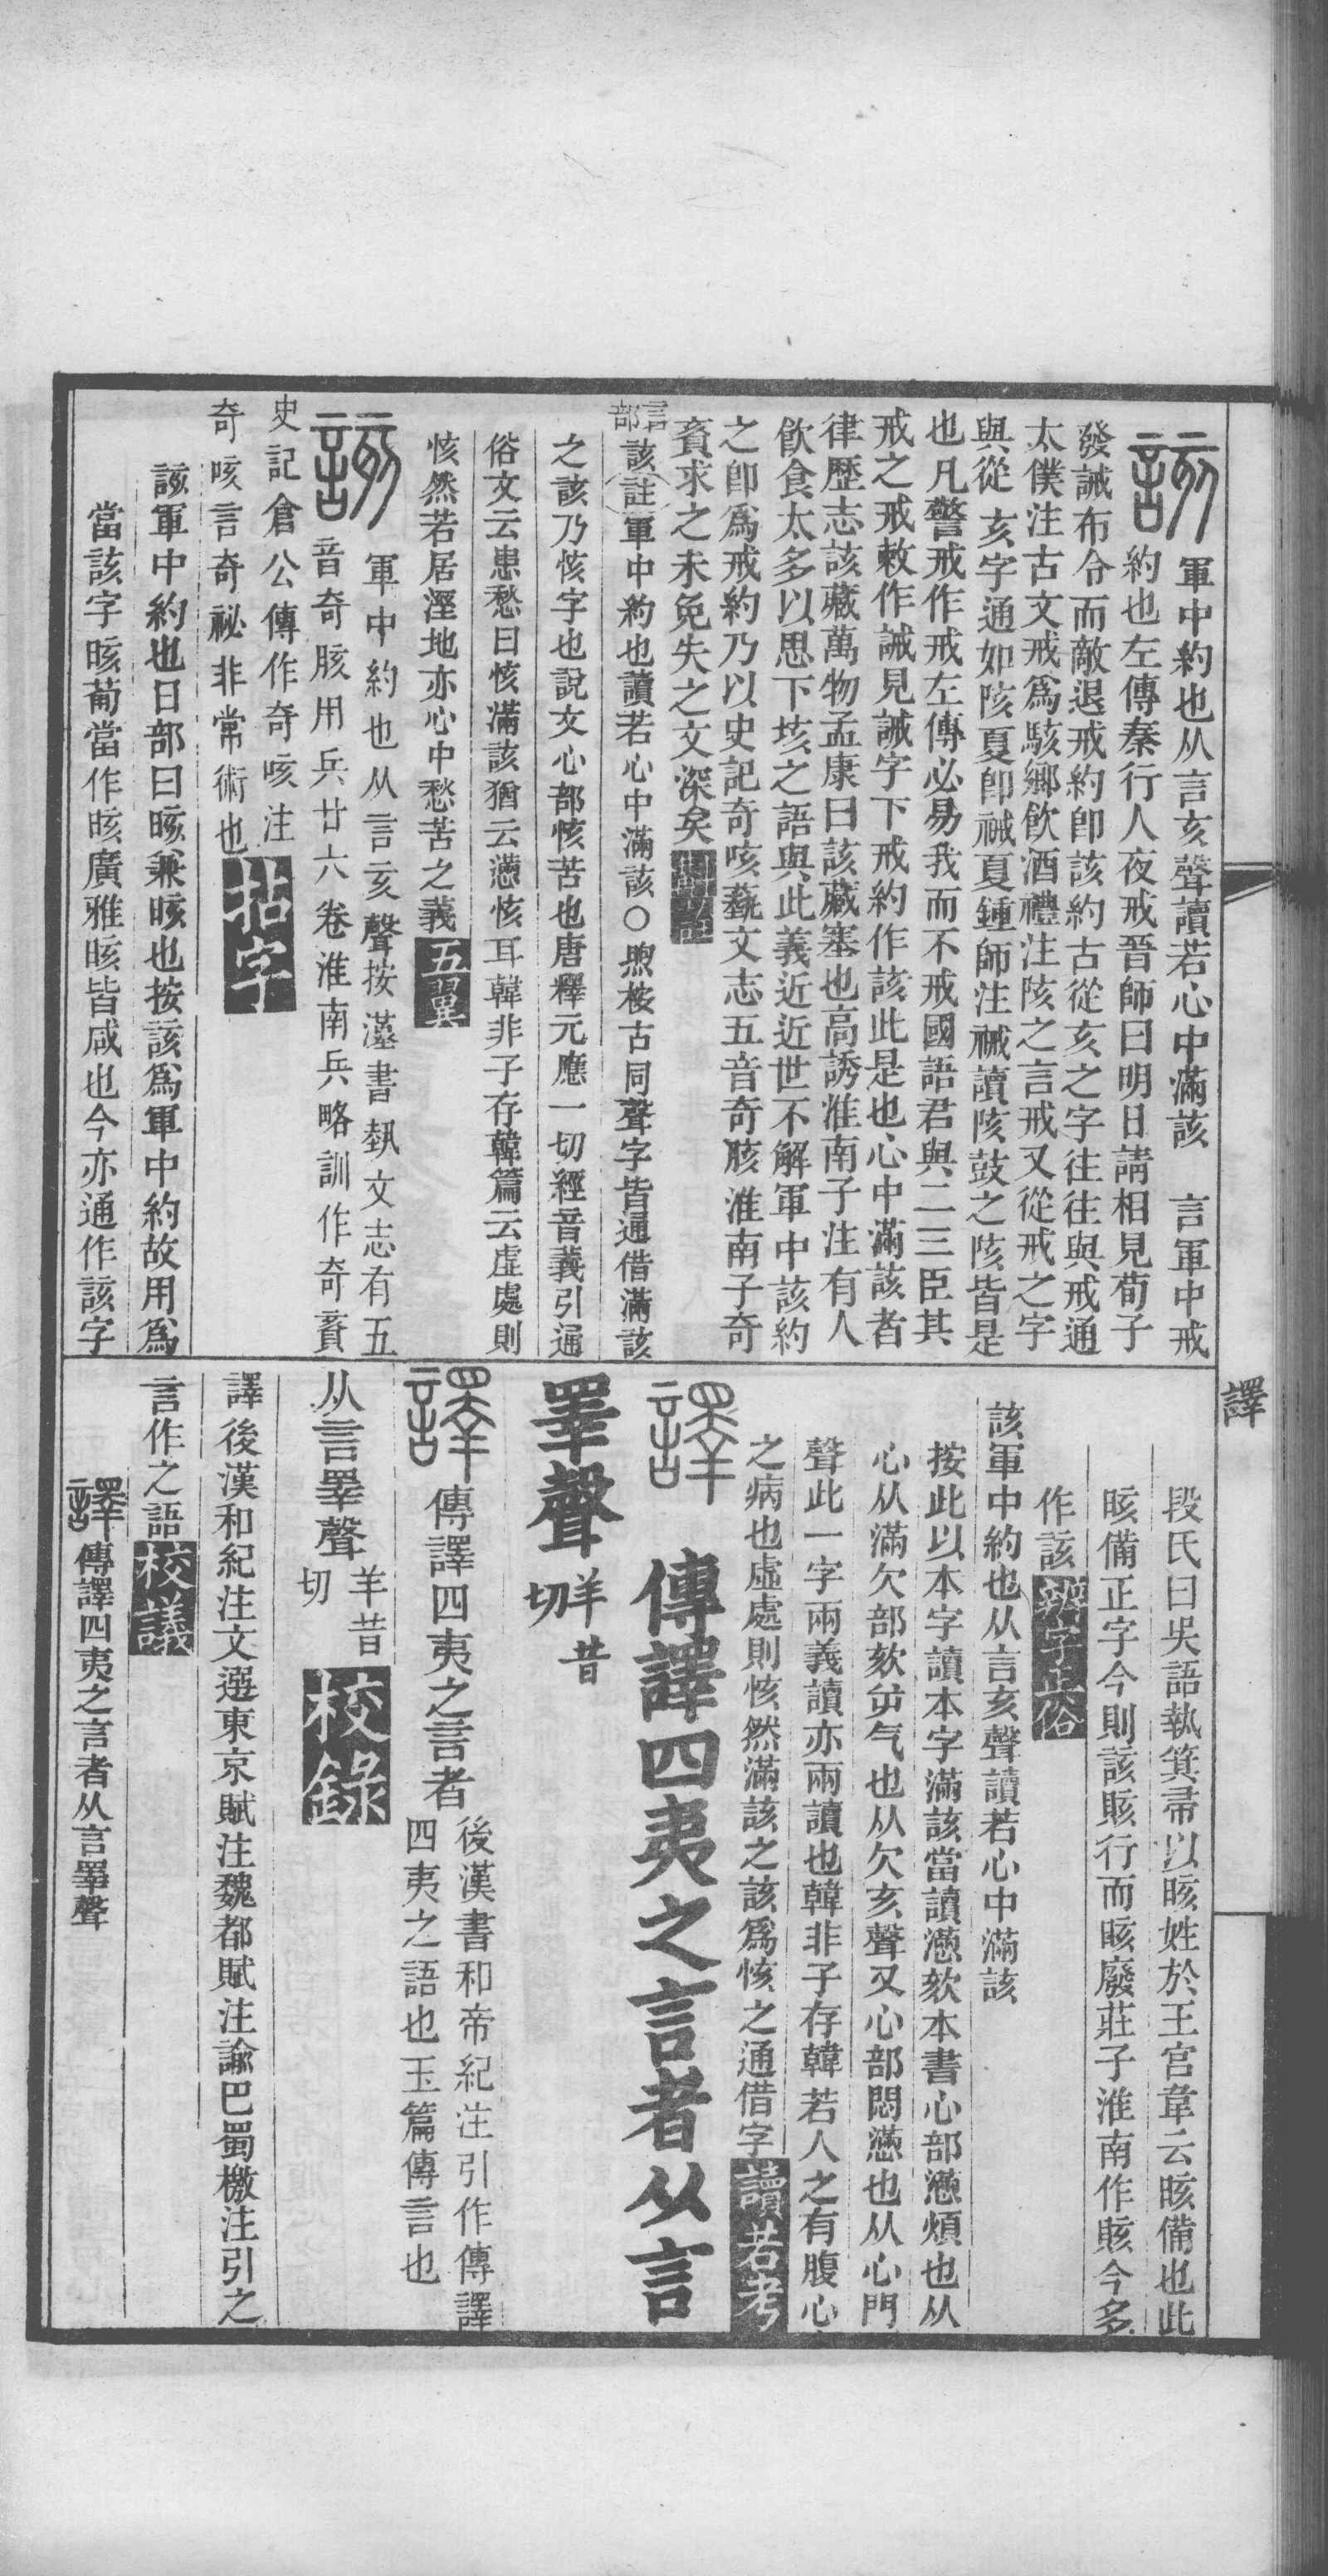 該 軍中約也从言亥聲讀若心中滿該 言軍中戒
約也左傳秦行人夜戒晉師曰明日請相見荀子
發誡布令而敵退戒約卽該約古從亥之字往往與戒通
太僕注古文戒爲駭鄉飲酒禮注陔之言戒又從戒之字
與從亥字通如陔夏卽祴夏鍾師注祴讀陔鼓之陔皆是
也凡警戒作戒左傳必易我而不戒國語君與二三臣其
戒之戒敕作誡見誡字下戒約作該此是也心中滿該者
律歷志該藏萬物孟康曰該藏塞也高誘淮南子注有人
飲食太多以思下垓之語與此義近近世不解軍中該約
之卽爲戒約乃以史記奇咳蓺文志五音奇胲淮南子奇
賌求之未免失之文深矣
言部
該註軍中約也讀若心中滿該○煦桉古同聲字皆通借滿該
之該乃㤥字也說文心部㤥苦也唐釋元應一切經音義引通
俗文云患愁曰㤥滿該猶云懣㤥耳韓非子存韓篇云虛處則
㤥然若居溼地亦心中愁苦之義五翼
該 軍中約也从言亥聲按漢書執文志有五
音奇胲用兵廿六卷淮南兵略訓作奇賌
史記倉公傳作奇咳注
奇咳言奇祕非常術也拈字
該軍中約也日部曰晐兼晐也按該爲軍中約故用爲
當該字晐葡當作晐廣雅晐皆咸也今亦通作該字
譯
段氏曰吳語執箕帚以晐姓於王宫韋云晐備也此
晐備正字今則該賅行而晐廢莊子淮南作賅今多
作該辨字正俗
該軍中約也从言亥聲讀若心中滿該
按此以本字讀本字滿該當讀懣欬本書心部懣煩也从
心从滿欠部欬屰气也从欠亥聲又心部悶懣也从心門
聲此一字兩義讀亦兩讀也韓非子存韓若人之有腹心
之病也虛處則㤥然滿該之該爲㤥之通借字讀若考
譯 傳譯四夷之言者从言
睪聲羊昔切
譯 傳譯四夷之言者後漢書和帝紀注引作傳譯
四夷之語也玉篇傳言也
从言睪聲羊昔切校錄
譯後漢和紀注文選東京賦注魏都賦注諭巴蜀檄注引之
言作之語校議
譯 傳譯四夷之言者从言睪聲